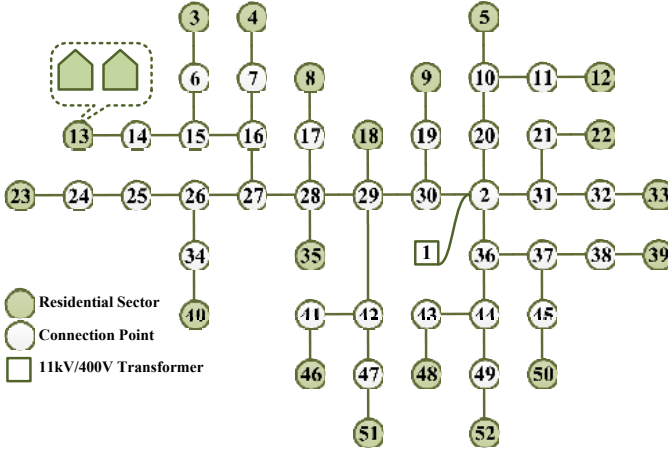 3 4 5
6 7 8 9 10 11 12
13 14 15 16 17 18 19 20 21 22
23 24 25 26 27 28 29 30 2 31 32 33
34 35 1 36 37 38 39
Residential Sector
40 41 42 43 44 45
Connection Point
11kV/400V Transformer
46 47 48 49 50
51 52